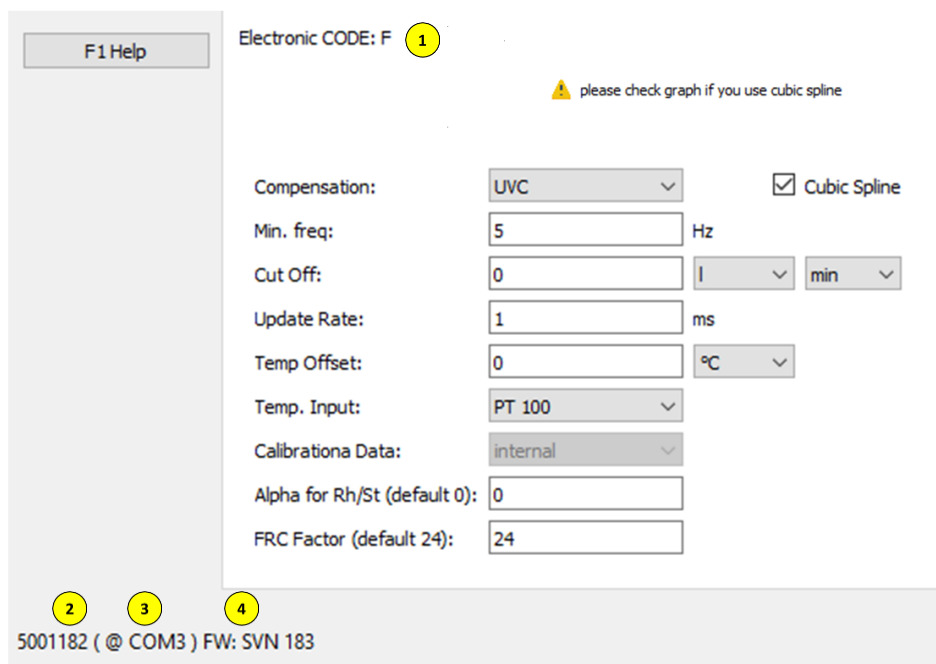 F1 Help
Electronic CODE: F 1
please check graph if you use cubic spline
Compensation: UVC Cubic Spline
Min. freq: 5 Hz
Cut Off: 0 l min
Update Rate: 1 ms
Temp Offset: 0 °C
Temp. Input: PT 100
Calibrationa Data: internal
Alpha for Rh/St (default 0): 0
FRC Factor (default 24): 24
2 3 4
5001182 ( @ COM3 ) FW: SVN 183